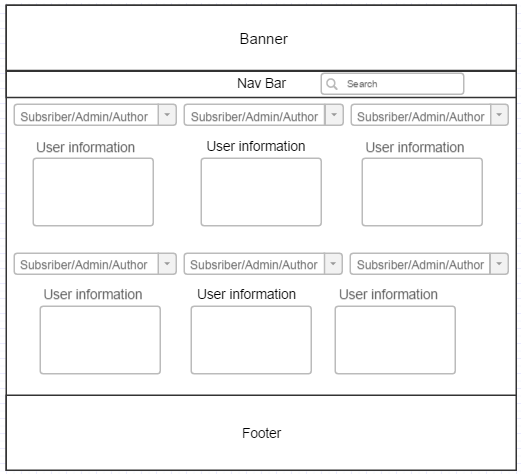 Banner
Nav Bar
Search
Subsriber/Admin/Author
Subsriber/Admin/Author
Subsriber/Admin/Author
User information
User information
User information
Subsriber/Admin/Author
Subsriber/Admin/Author
Subsriber/Admin/Author
User information
User information
User information
Footer